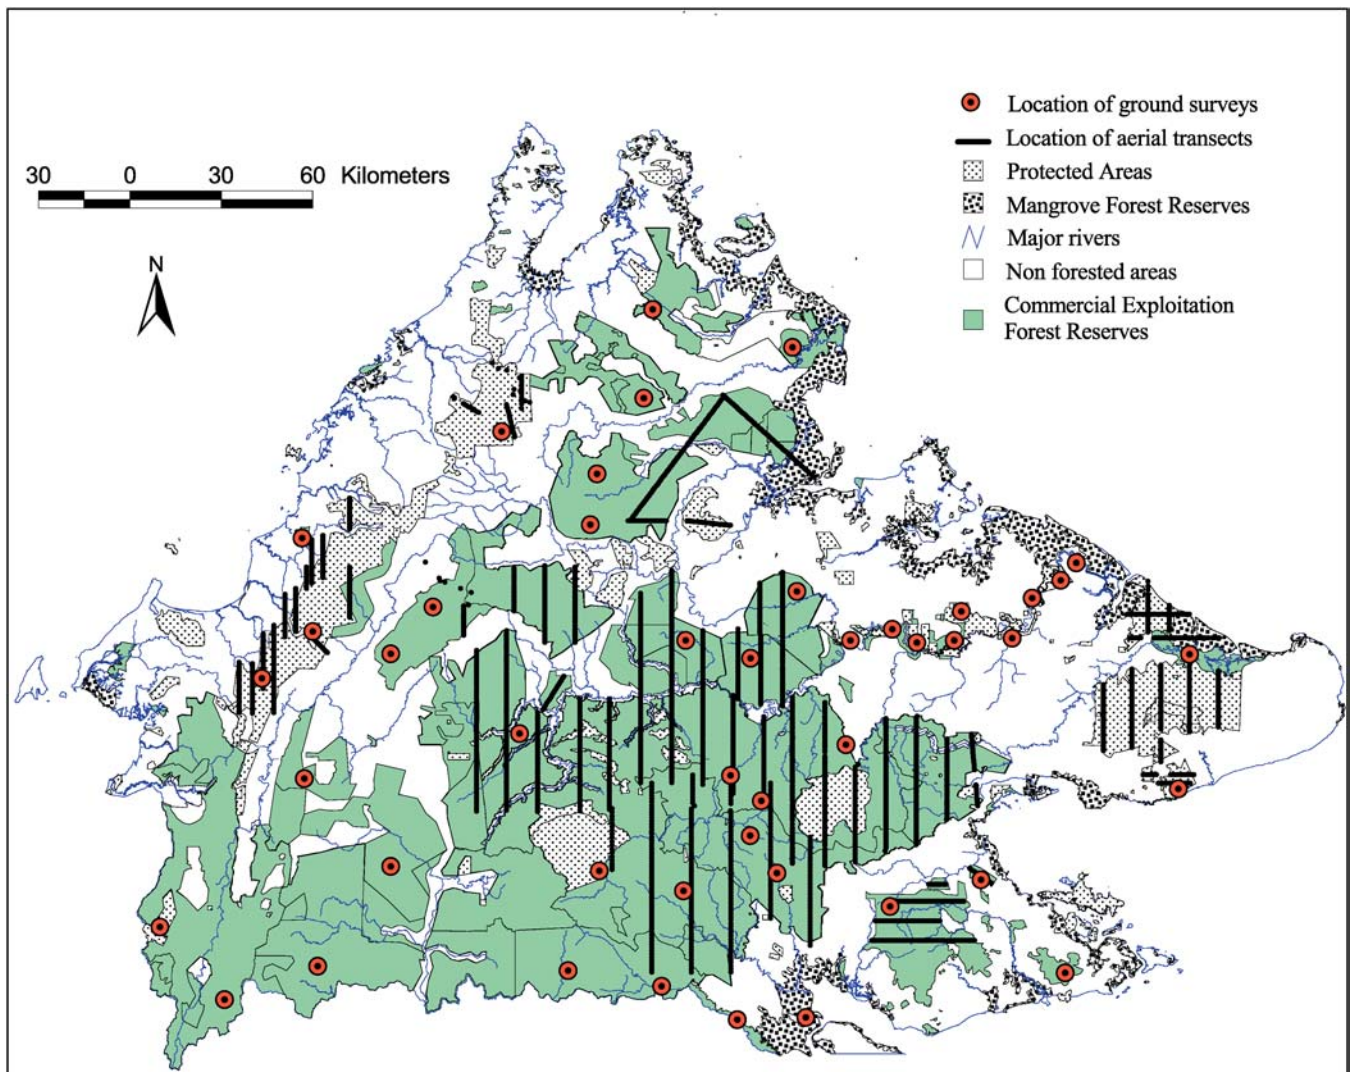 Location of ground surveys
Location of aerial transects
Protected Areas
Mangrove Forest Reserves
Major rivers
Non forested areas
Commercial Exploitation
Forest Reserves
30 0 30 60 Kilometers
N